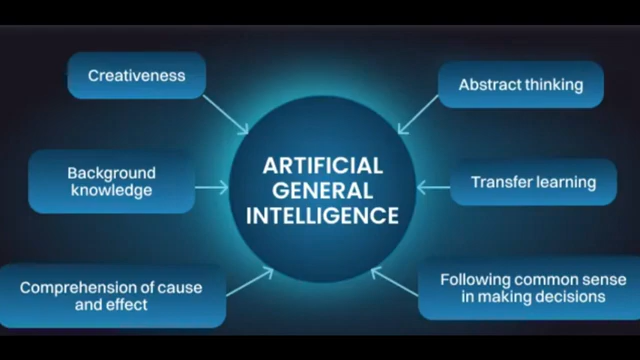 Creativeness
Abstract thinking
Background
knowledge
ARTIFICIAL
GENERAL
INTELLIGENCE
Transfer learning
Comprehension of cause
and effect
Following common sense
in making decisions